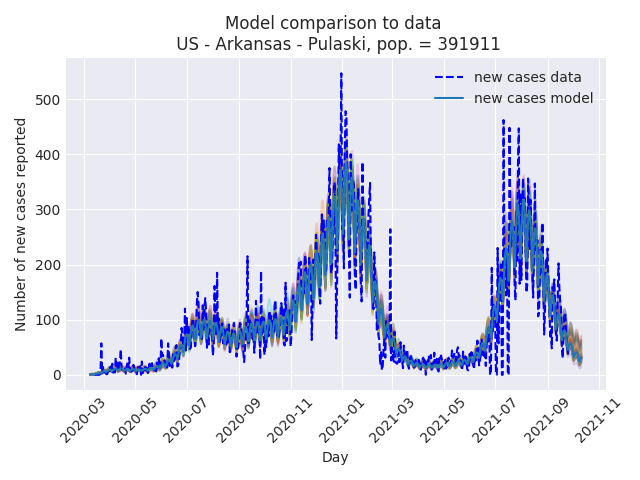 Model comparison to data
US - Arkansas - Pulaski, pop. = 391911
new cases data
new cases model
Number of new cases reported
500
400
300
200
100
0
2020-03
2020-05
2020-07
2020-09
2020-11
2021-01
2021-03
2021-05
2021-07
2021-09
2021-11
Day